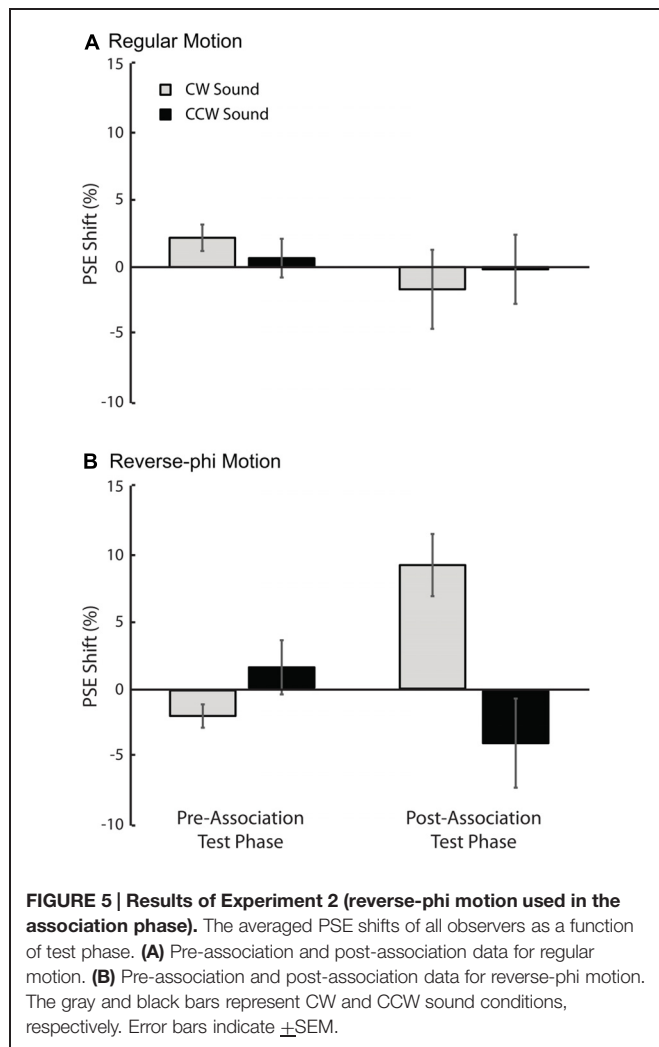 A Regular Motion
15
10
5
0
-5
-10
PSE Shift (%)
CW Sound
CCW Sound
B Reverse-phi Motion
15
10
5
0
-5
-10
PSE Shift (%)
Pre-Association
Test Phase
Post-Association
Test Phase
FIGURE 5 | Results of Experiment 2 (reverse-phi motion used in the
association phase). The averaged PSE shifts of all observers as a function
of test phase. (A) Pre-association and post-association data for regular
motion. (B) Pre-association and post-association data for reverse-phi motion.
The gray and black bars represent CW and CCW sound conditions,
respectively. Error bars indicate ±SEM.